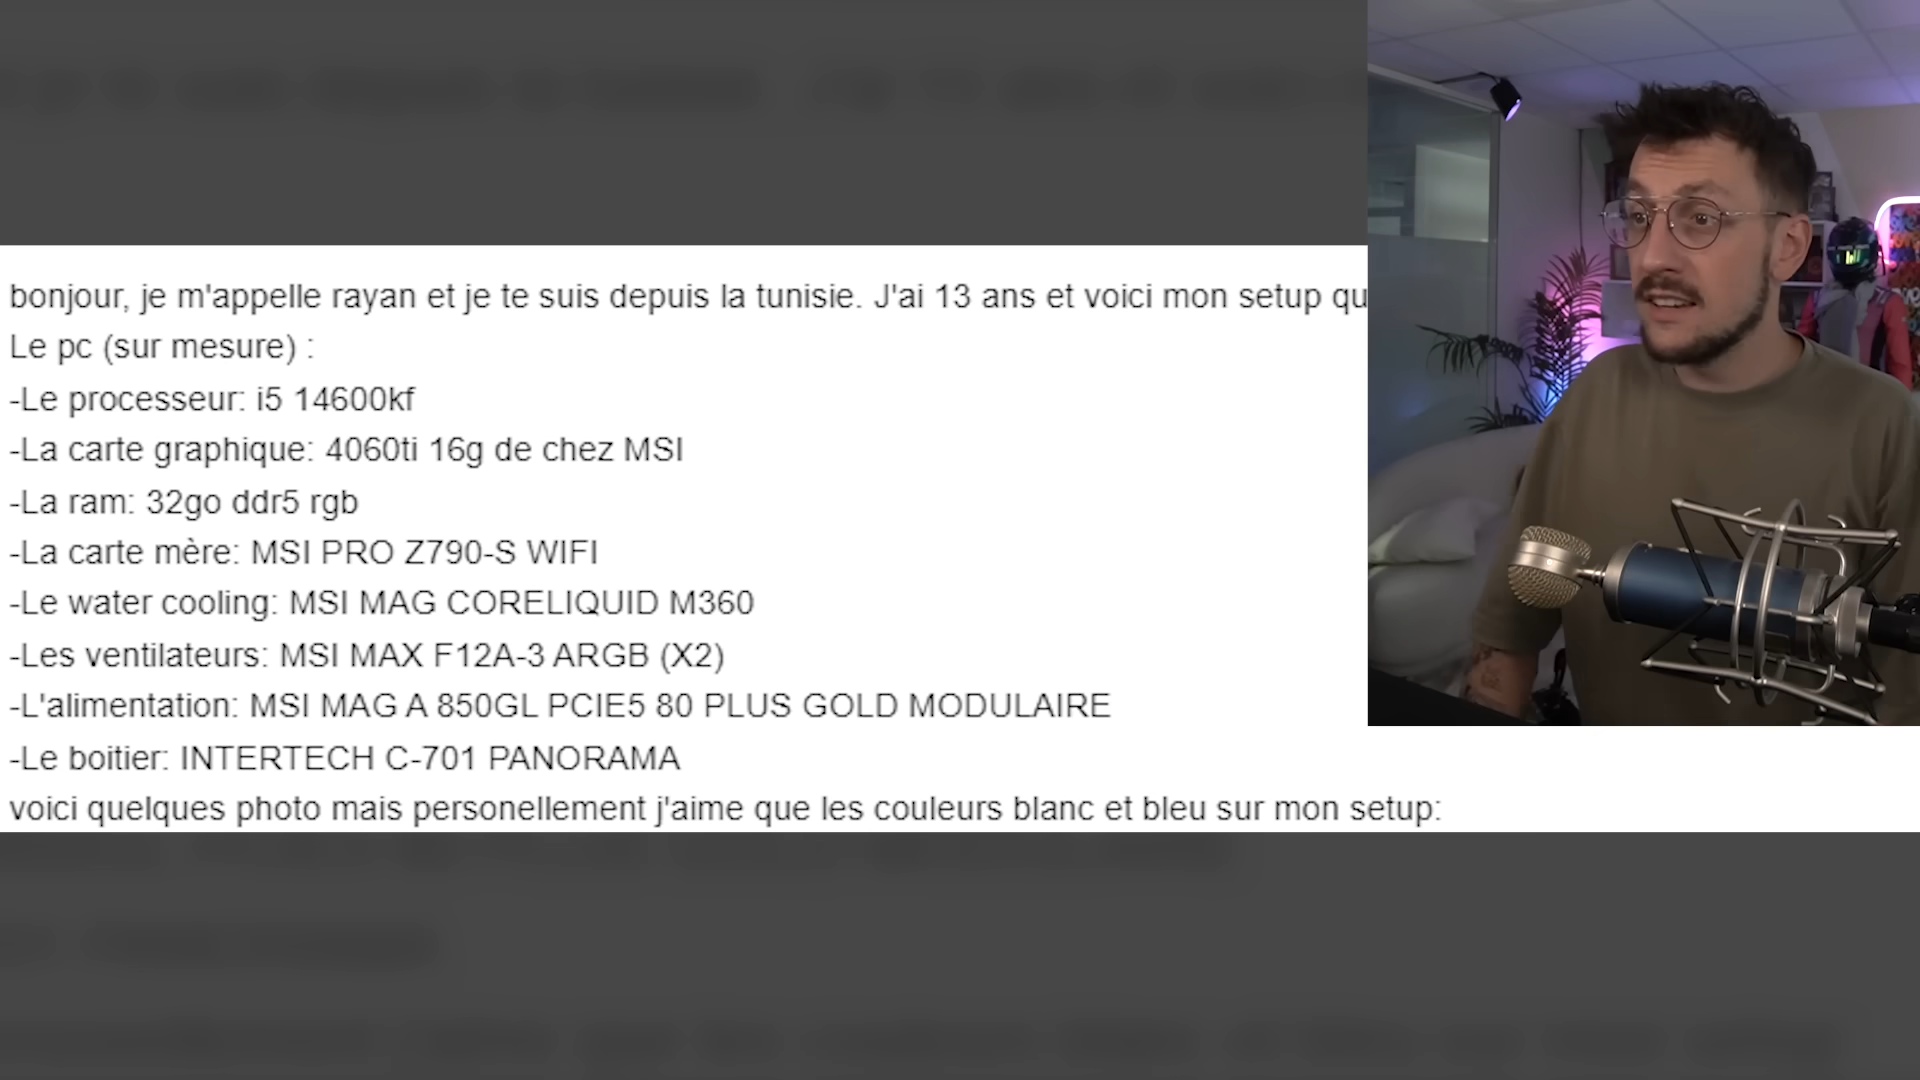 bonjour, je m'appelle rayan et je te suis depuis la tunisie. J'ai 13 ans et voici mon setup qu
Le pc (sur mesure) :
-Le processeur: i5 14600kf
-La carte graphique: 4060ti 16g de chez MSI
-La ram: 32go ddr5 rgb
-La carte mère: MSI PRO Z790-S WIFI
-Le water cooling: MSI MAG CORELIQUID M360
-Les ventilateurs: MSI MAX F12A-3 ARGB (X2)
-L'alimentation: MSI MAG A 850GL PCIE5 80 PLUS GOLD MODULAIRE
-Le boitier: INTERTECH C-701 PANORAMA
voici quelques photo mais personellement j'aime que les couleurs blanc et bleu sur mon setup: